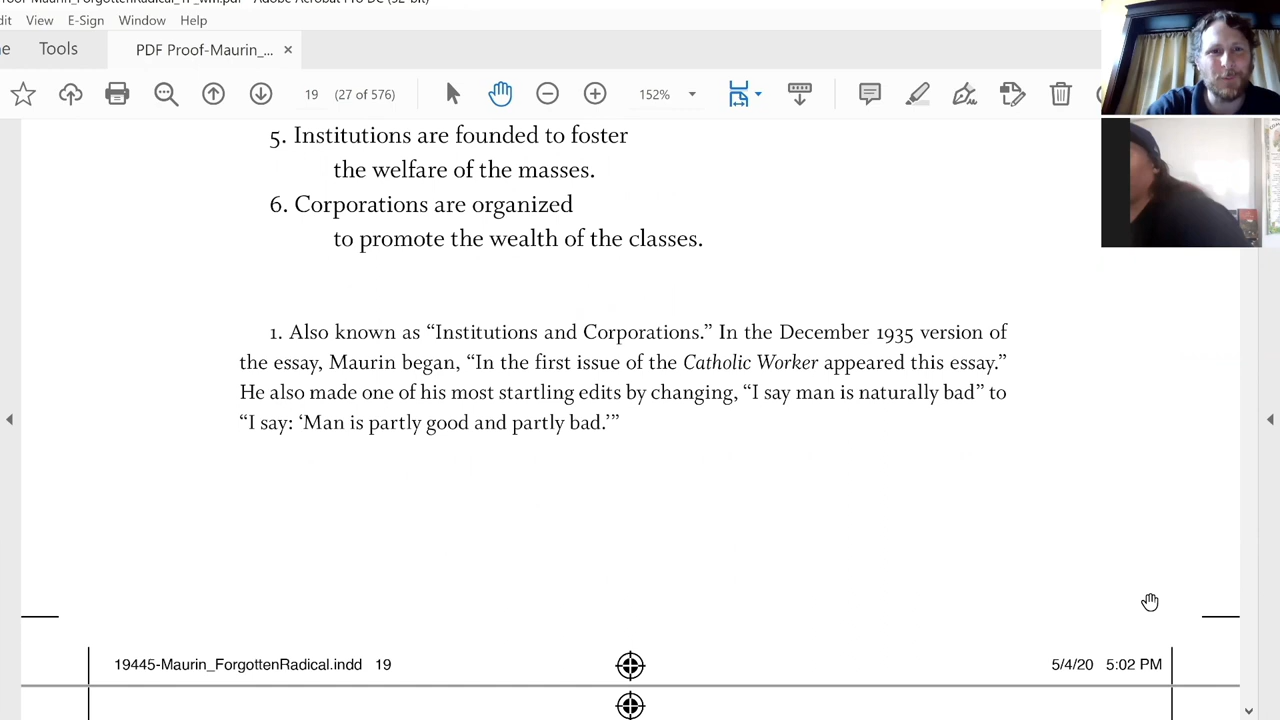 dit View E-Sign Window Help
Tools PDF Proof-Maurin_... ×
19 (27 of 576) 152%
5. Institutions are founded to foster
the welfare of the masses.
6. Corporations are organized
to promote the wealth of the classes.
1. Also known as “Institutions and Corporations.” In the December 1935 version of
the essay, Maurin began, “In the first issue of the Catholic Worker appeared this essay.”
He also made one of his most startling edits by changing, “I say man is naturally bad” to
“I say: ‘Man is partly good and partly bad.’”
19445-Maurin_ForgottenRadical.indd 19 5/4/20 5:02 PM